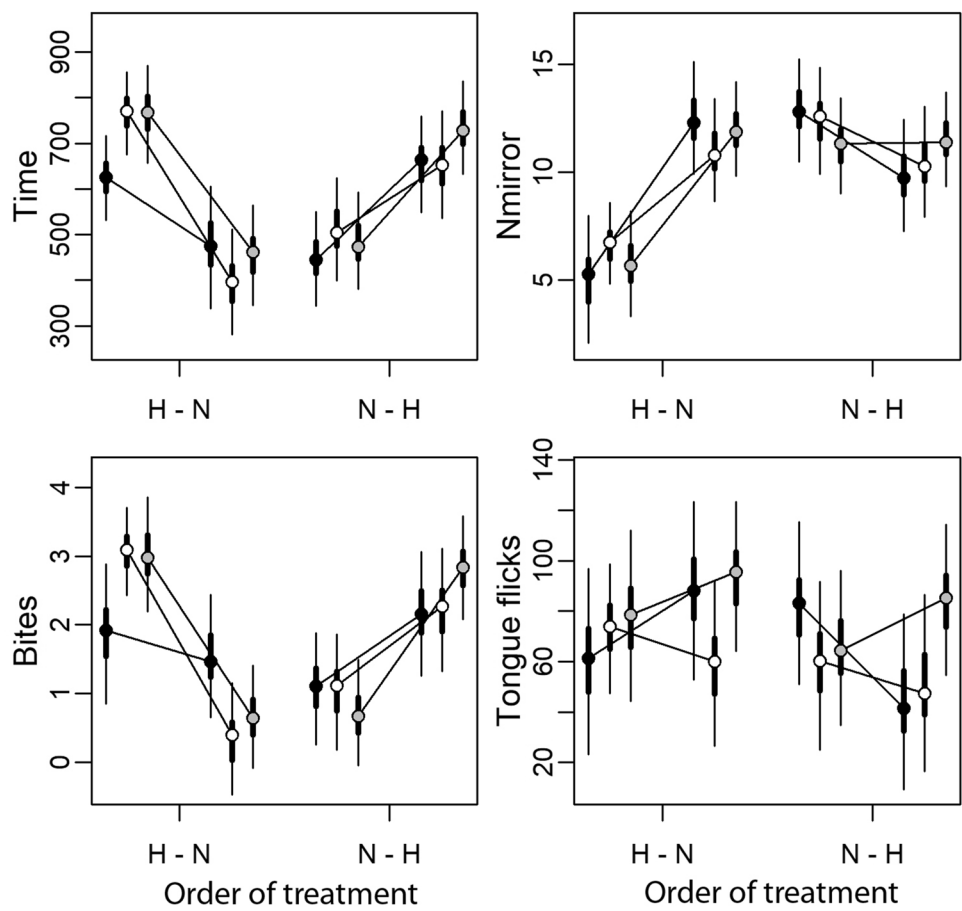 Time
900
700
500
300
H - N
N - H
Nmirror
15
10
5
H - N
N - H
Bites
4
3
2
1
0
H - N
N - H
Order of treatment
Tongue flicks
140
100
60
20
H - N
N - H
Order of treatment